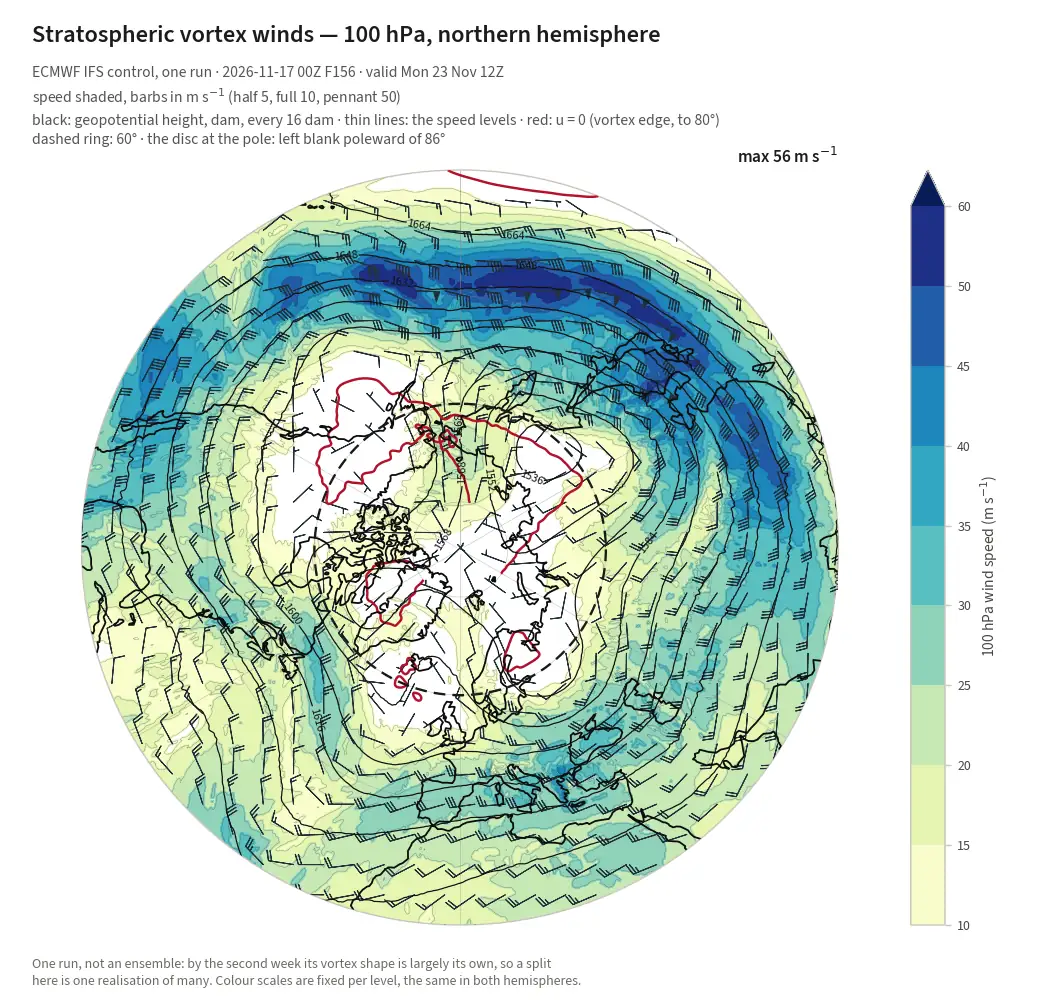 Stratospheric vortex winds — 100 hPa, northern hemisphere
ECMWF IFS control, one run · 2026-11-17 00Z F156 · valid Mon 23 Nov 12Z
speed shaded, barbs in m s⁻¹ (half 5, full 10, pennant 50)
black: geopotential height, dam, every 16 dam · thin lines: the speed levels · red: u = 0 (vortex edge, to 80°)
dashed ring: 60° · the disc at the pole: left blank poleward of 86°
max 56 m s⁻¹
1664
1664
1648
1536
1568
1600
60
50
45
40
35
30
25
20
15
10
100 hPa wind speed (m s⁻¹)
One run, not an ensemble: by the second week its vortex shape is largely its own, so a split
here is one realisation of many. Colour scales are fixed per level, the same in both hemispheres.